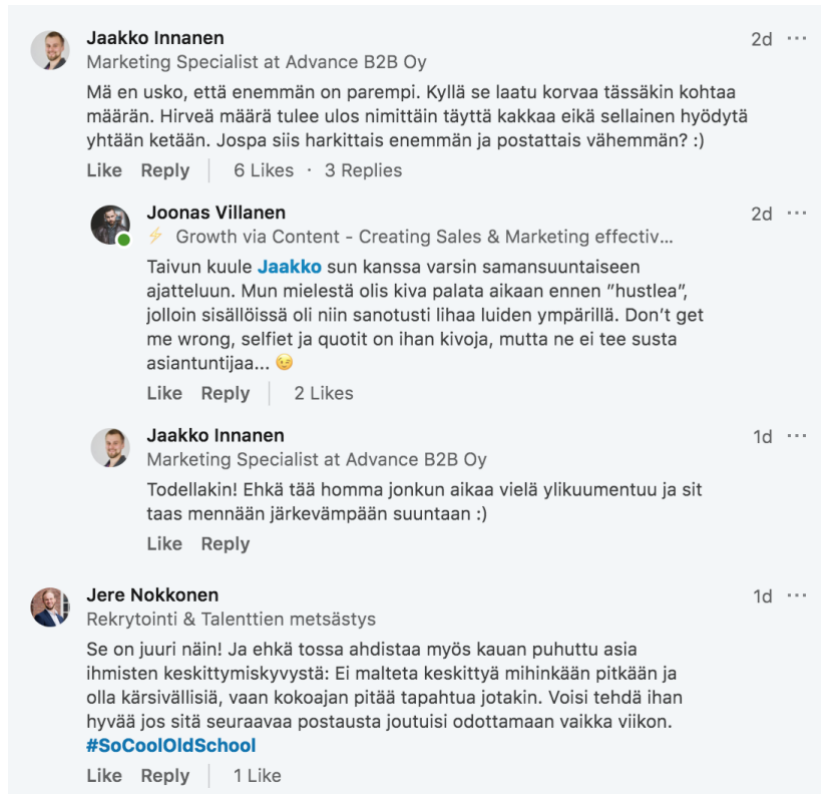 Jaakko Innanen
2d ...
Marketing Specialist at Advance B2B Oy
Mä en usko, että enemmän on parempi. Kyllä se laatu korvaa tässäkin kohtaa
määrän. Hirveä määrä tulee ulos nimittäin täyttä kakkaa eikä sellainen hyödytä
yhtään ketään. Jospa siis harkittais enemmän ja postattais vähemmän? :)
Like Reply | 6 Likes · 3 Replies
Joonas Villanen
2d ...
⚡ Growth via Content - Creating Sales & Marketing effectiv...
Taivun kuule Jaakko sun kanssa varsin samansuuntaiseen
ajatteluun. Mun mielestä olis kiva palata aikaan ennen ”hustlea”,
jolloin sisällöissä oli niin sanotusti lihaa luiden ympärillä. Don’t get
me wrong, selfiet ja quotit on ihan kivoja, mutta ne ei tee susta
asiantuntijaa... 😉
Like Reply | 2 Likes
Jaakko Innanen
1d ...
Marketing Specialist at Advance B2B Oy
Todellakin! Ehkä tää homma jonkun aikaa vielä ylikuumentuu ja sit
taas mennään järkevämpään suuntaan :)
Like Reply
Jere Nokkonen
1d ...
Rekrytointi & Talenttien metsästys
Se on juuri näin! Ja ehkä tossa ahdistaa myös kauan puhuttu asia
ihmisten keskittymiskyvystä: Ei malteta keskittyä mihinkään pitkään ja
olla kärsivällisiä, vaan kokoajan pitää tapahtua jotakin. Voisi tehdä ihan
hyvää jos sitä seuraavaa postausta joutuisi odottamaan vaikka viikon.
#SoCoolOldSchool
Like Reply | 1 Like